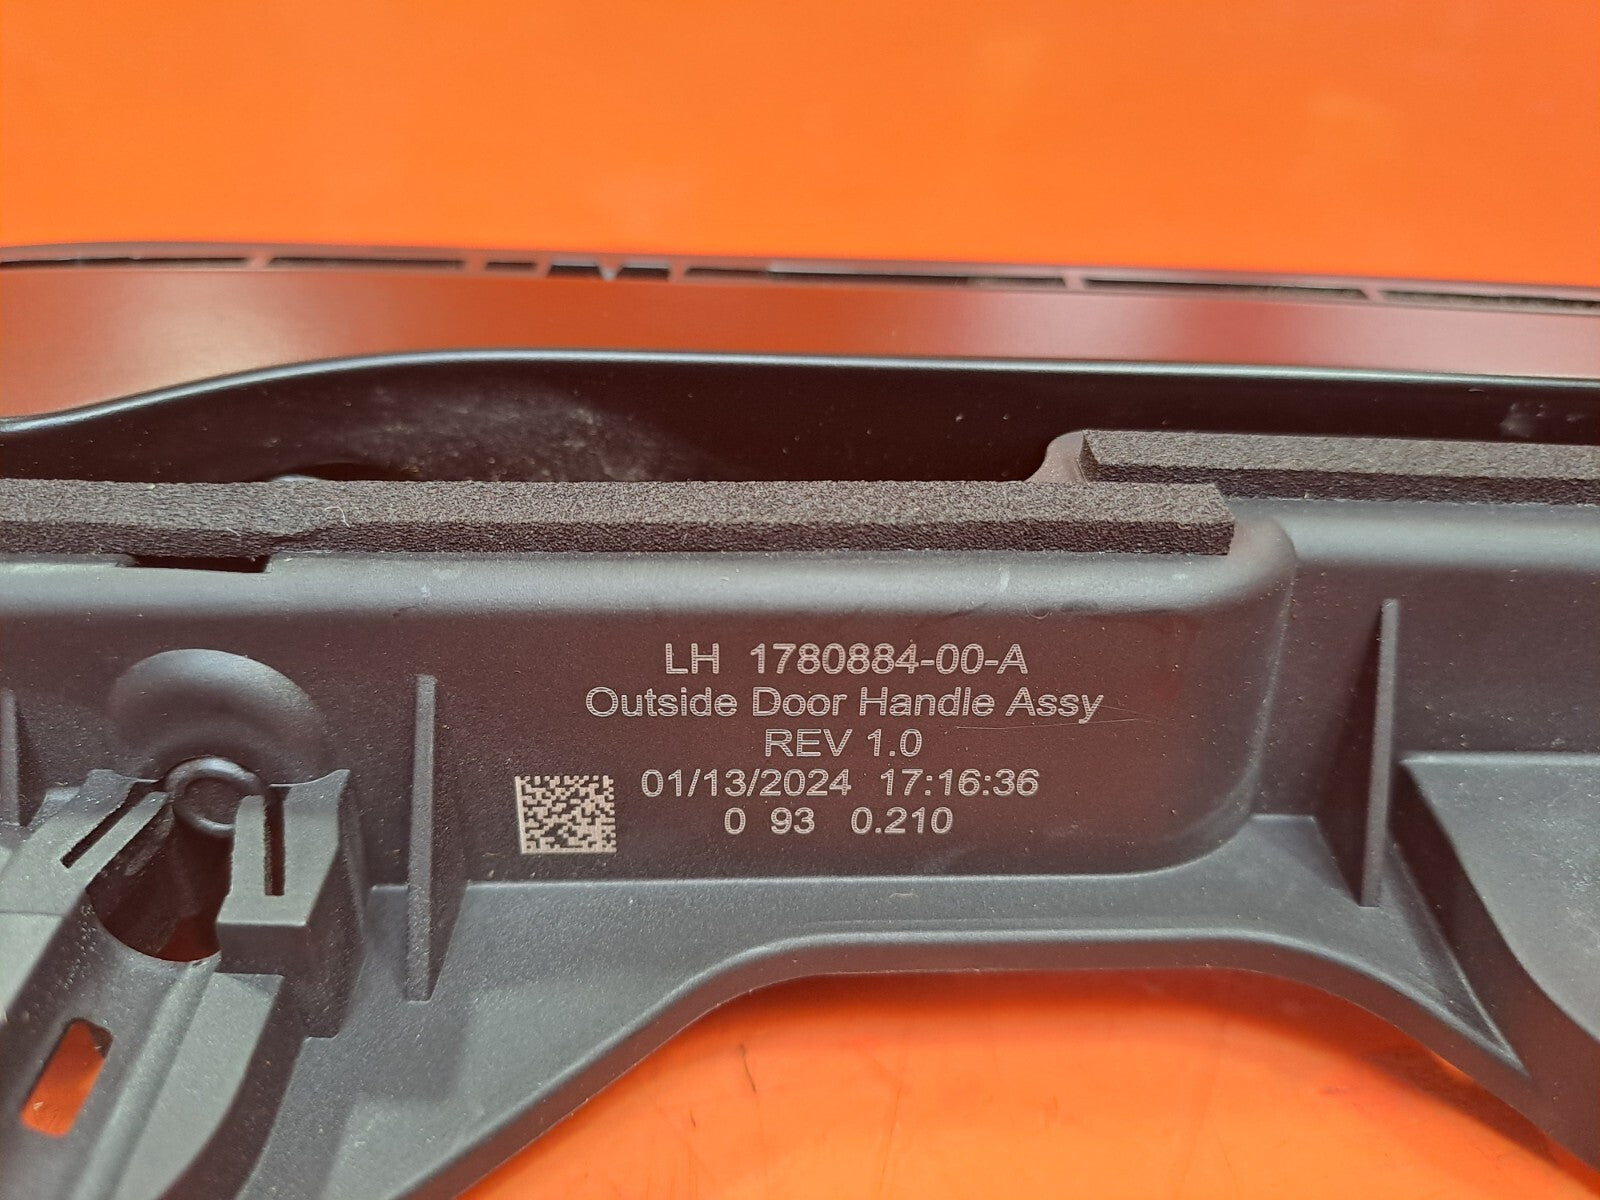 LH 1780884-00-A
Outside Door Handle Assy
REV 1.0
01/13/2024 17:16:36
0 93 0.210